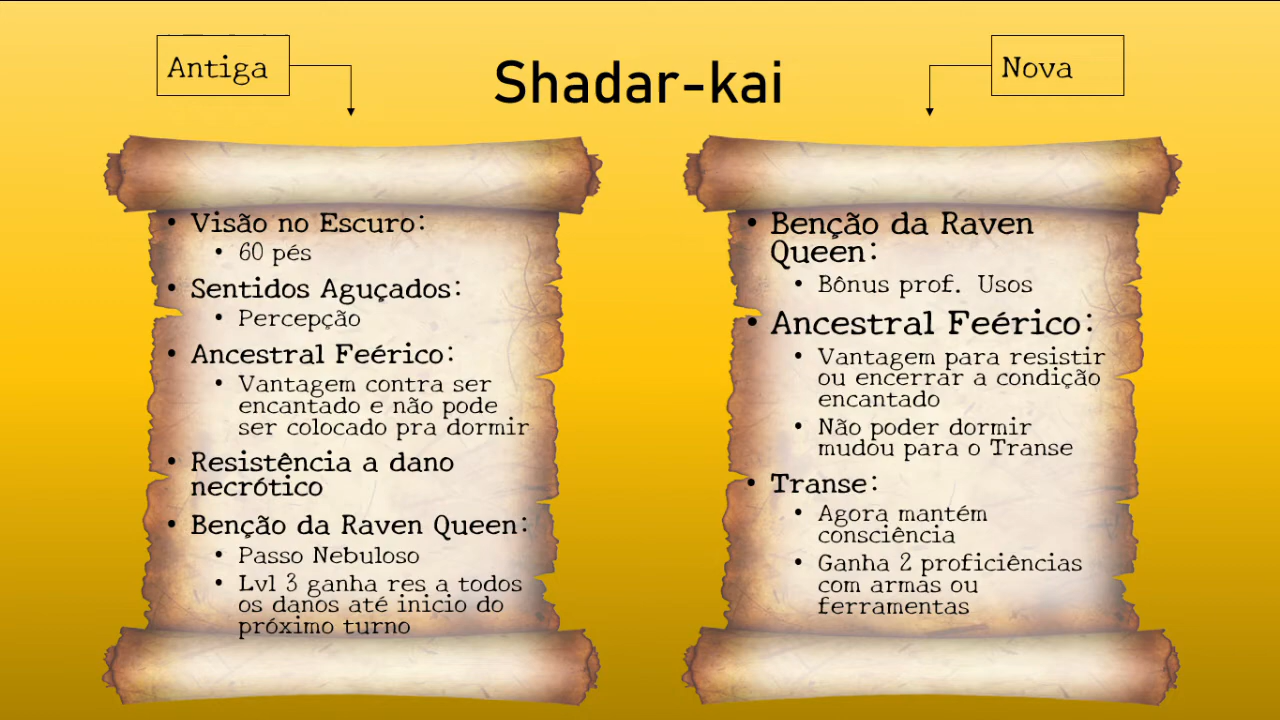 Antiga
Shadar-kai
Nova
• Visão no Escuro:
• 60 pés
• Sentidos Aguçados:
• Percepção
• Ancestral Feérico:
• Vantagem contra ser
encantado e não pode
ser colocado pra dormir
• Resistência a dano
necrótico
• Benção da Raven Queen:
• Passo Nebuloso
• Lvl 3 ganha res a todos
os danos até inicio do
próximo turno
• Benção da Raven
Queen:
• Bônus prof. Usos
• Ancestral Feérico:
• Vantagem para resistir
ou encerrar a condição
encantado
• Não poder dormir
mudou para o Transe
• Transe:
• Agora mantém
consciência
• Ganha 2 proficiências
com armas ou
ferramentas